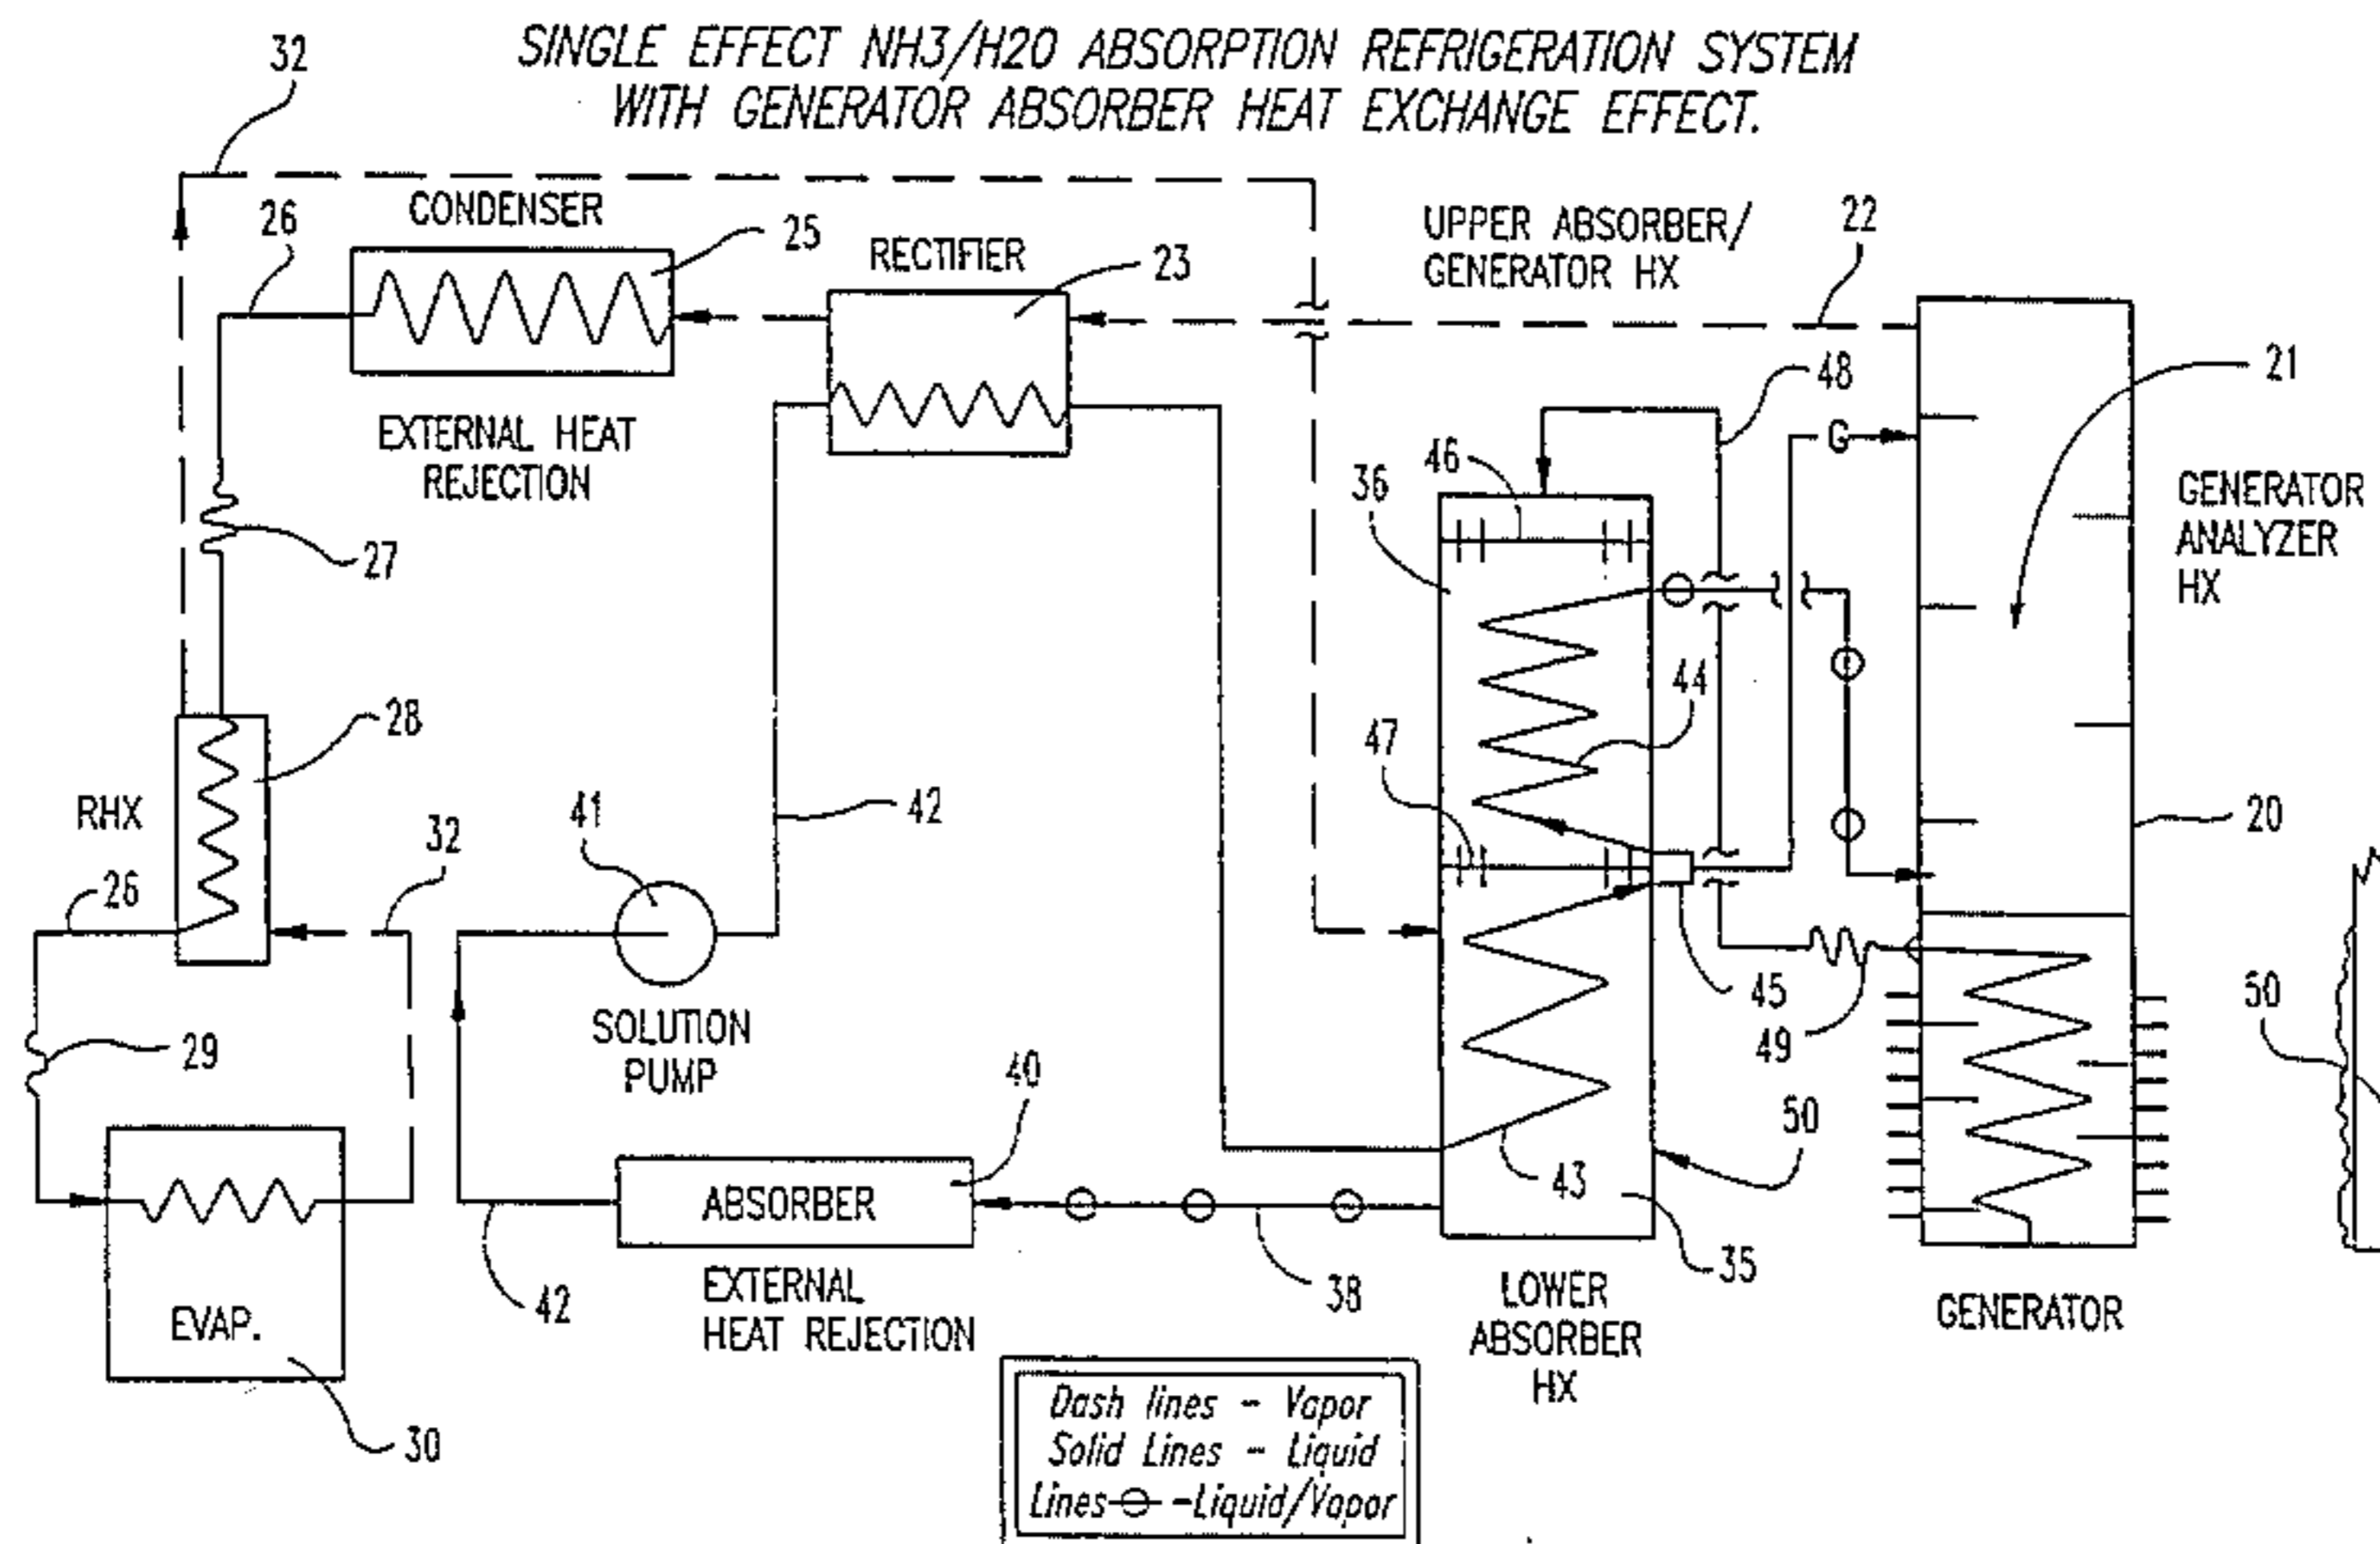 SINGLE EFFECT NH3/H20 ABSORPTION REFRIGERATION SYSTEM
WITH GENERATOR ABSORBER HEAT EXCHANGE EFFECT.
32
CONDENSER
26
25
RECTIFIER
23
UPPER ABSORBER/
GENERATOR HX
22
48
21
G
EXTERNAL HEAT
REJECTION
46
36
GENERATOR
ANALYZER
HX
27
44
28
47
RHX
32
41
42
20
26
SOLUTION
PUMP
45
50
29
49
40
50
43
ABSORBER
35
42
EXTERNAL
HEAT REJECTION
38
LOWER
ABSORBER
HX
GENERATOR
EVAP.
30
Dash lines - Vapor
Solid Lines - Liquid
Lines - Liquid/Vapor